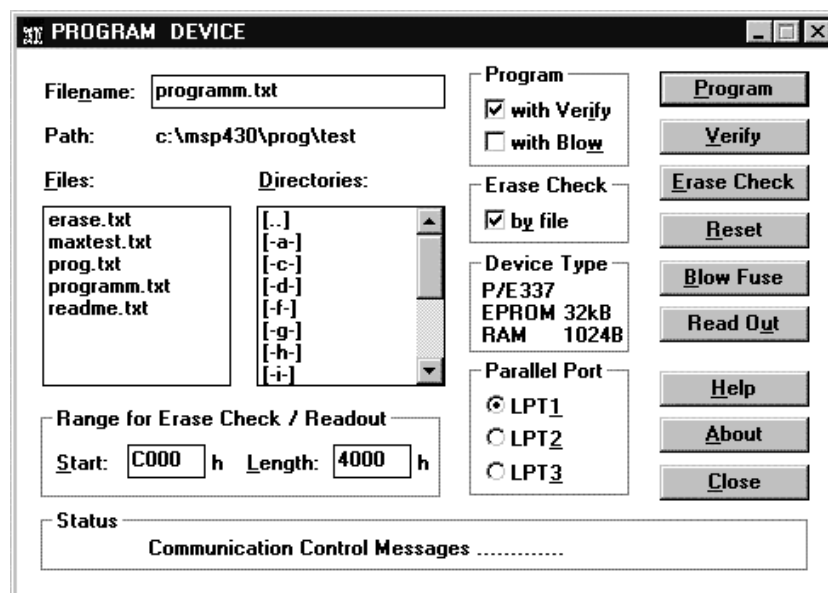 PROGRAM DEVICE
Filename: programm.txt
Path: c:\msp430\prog\test
Files:
erase.txt
maxtest.txt
prog.txt
programm.txt
readme.txt
Directories:
[..]
[-a-]
[-c-]
[-d-]
[-f-]
[-g-]
[-h-]
[-i-]
Range for Erase Check / Readout
Start: C000 h Length: 4000 h
Program
with Verify
with Blow
Erase Check
by file
Device Type
P/E337
EPROM 32kB
RAM 1024B
Parallel Port
LPT1
LPT2
LPT3
Program
Verify
Erase Check
Reset
Blow Fuse
Read Out
Help
About
Close
Status
Communication Control Messages .............